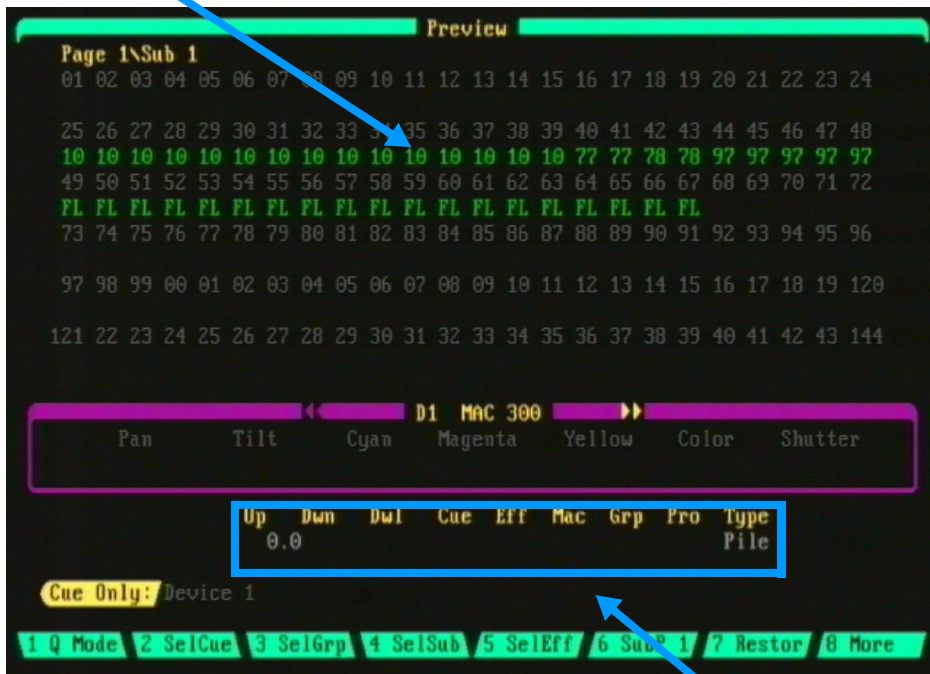 Preview
Page 1\Sub 1
01 02 03 04 05 06 07 08 09 10 11 12 13 14 15 16 17 18 19 20 21 22 23 24
25 26 27 28 29 30 31 32 33 34 35 36 37 38 39 40 41 42 43 44 45 46 47 48
10 10 10 10 10 10 10 10 10 10 10 10 10 10 10 77 77 78 78 97 97 97 97 97
49 50 51 52 53 54 55 56 57 58 59 60 61 62 63 64 65 66 67 68 69 70 71 72
FL FL FL FL FL FL FL FL FL FL FL FL FL FL FL FL FL FL FL
73 74 75 76 77 78 79 80 81 82 83 84 85 86 87 88 89 90 91 92 93 94 95 96
97 98 99 00 01 02 03 04 05 06 07 08 09 10 11 12 13 14 15 16 17 18 19 120
121 22 23 24 25 26 27 28 29 30 31 32 33 34 35 36 37 38 39 40 41 42 43 144
D1 MAC 300
Pan Tilt Cyan Magenta Yellow Color Shutter
Up Dwn Dwl Cue Eff Mac Grp Pro Type
0.0 Pile
Cue Only: Device 1
1 Q Mode 2 SelCue 3 SelGrp 4 SelSub 5 SelEff 6 SubP 1 7 Restor 8 More